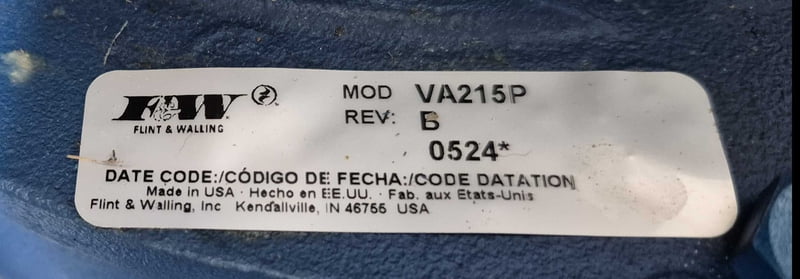 F&W
FLINT & WALLING
MOD VA215P
REV: B
0524*
DATE CODE:/CÓDIGO DE FECHA:/CODE DATATION
Made in USA · Hecho en EE.UU. · Fab. aux Etats-Unis
Flint & Walling, Inc Kendallville, IN 46755 USA